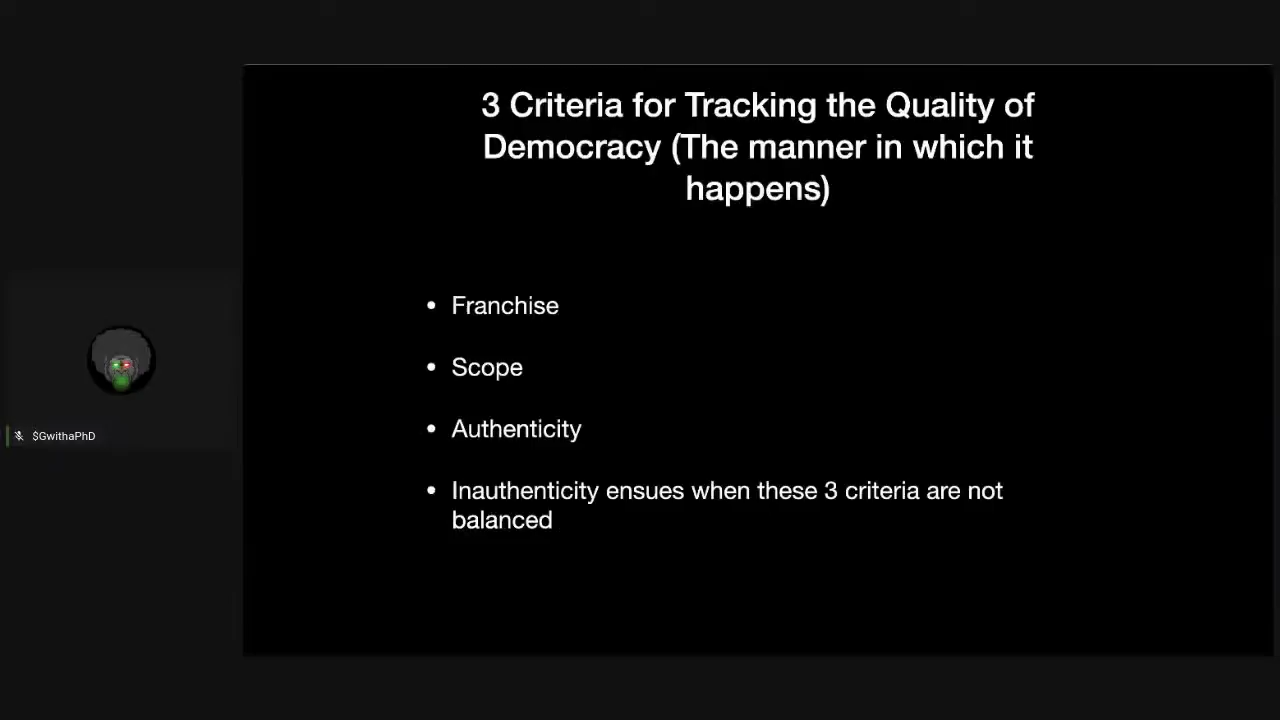 3 Criteria for Tracking the Quality of
Democracy (The manner in which it
happens)
• Franchise
• Scope
• Authenticity
• Inauthenticity ensues when these 3 criteria are not
balanced
$GwithaPhD